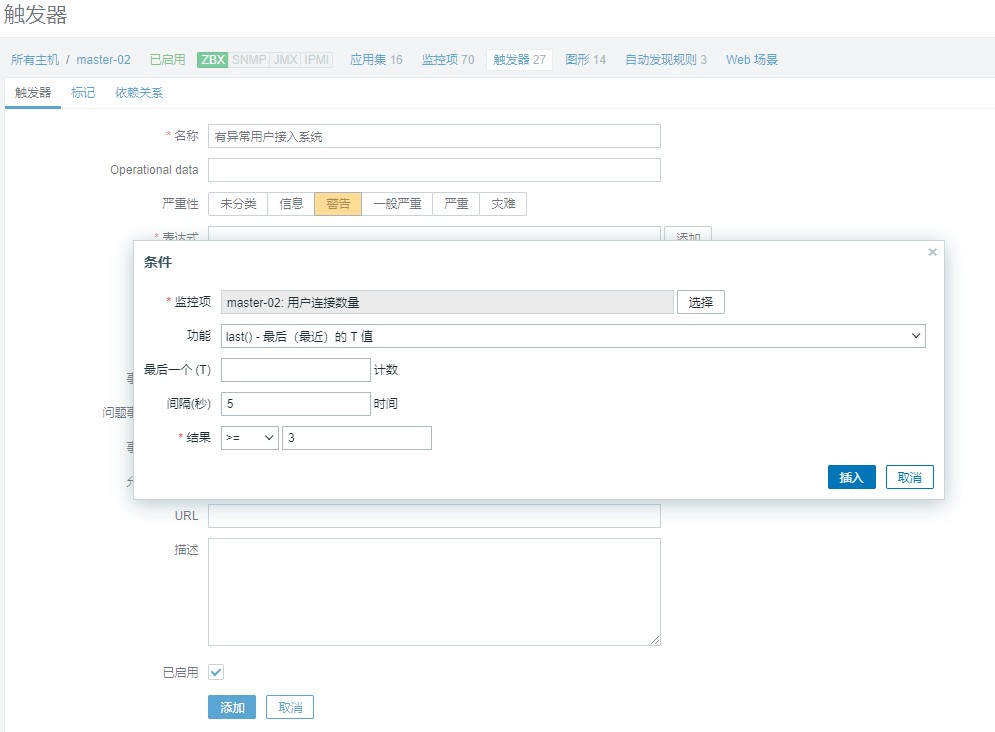 触发器
所有主机 / master-02 已启用 ZBX SNMP JMX IPMI 应用集 16 监控项 70 触发器 27 图形 14 自动发现规则 3 Web 场景
触发器 标记 依赖关系
* 名称 有异常用户接入系统
Operational data
严重性 未分类 信息 警告 一般严重 严重 灾难
* 表达式 添加
条件 ×
* 监控项 master-02: 用户连接数量 选择
功能 last() - 最后（最近）的 T 值
最后一个 (T) 计数
间隔(秒) 5 时间
问题
* 结果 >= 3
插入 取消
URL
描述
已启用
添加 取消